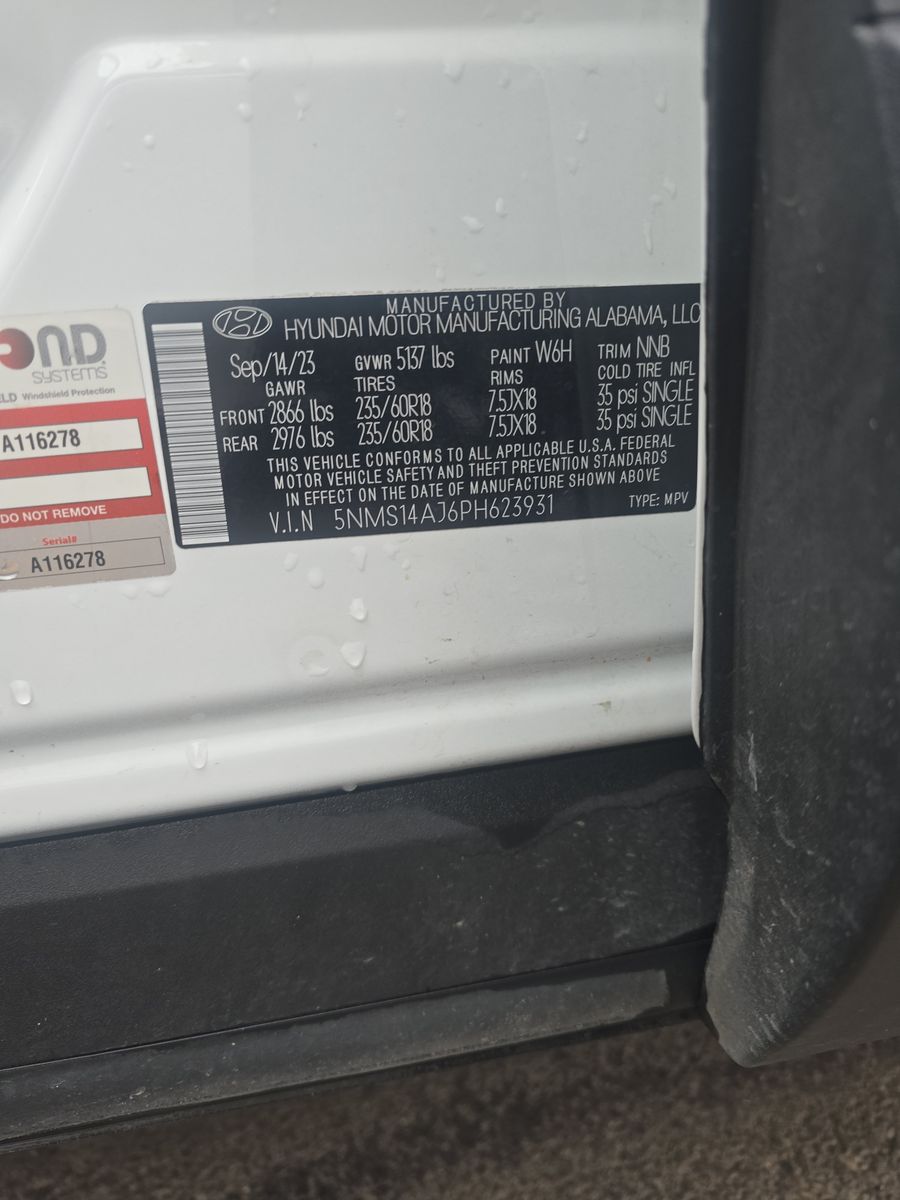 MANUFACTURED BY
HYUNDAI MOTOR MANUFACTURING ALABAMA, LLC
Sep/14/23 GVWR 5137 lbs PAINT W6H TRIM NNB
GAWR TIRES RIMS COLD TIRE INFL
FRONT 2866 lbs 235/60R18 7.5JX18 35 psi SINGLE
REAR 2976 lbs 235/60R18 7.5JX18 35 psi SINGLE
THIS VEHICLE CONFORMS TO ALL APPLICABLE U.S.A. FEDERAL
MOTOR VEHICLE SAFETY AND THEFT PREVENTION STANDARDS
IN EFFECT ON THE DATE OF MANUFACTURE SHOWN ABOVE
V.I.N 5NMS14AJ6PH623931 TYPE: MPV
OND
SYSTEMS
ELD Windshield Protection
A116278
DO NOT REMOVE
Serial#
A116278